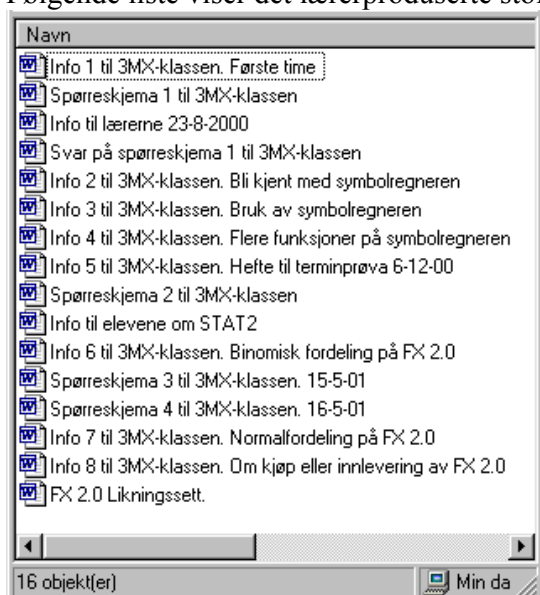 Følgende liste viser det lærerproduserte
Navn
Info 1 til 3MX-klassen. Første time
Spørreskjema 1 til 3MX-klassen
Info til lærerne 23-8-2000
Svar på spørreskjema 1 til 3MX-klassen
Info 2 til 3MX-klassen. Bli kjent med symbolregneren
Info 3 til 3MX-klassen. Bruk av symbolregneren
Info 4 til 3MX-klassen. Flere funksjoner på symbolregneren
Info 5 til 3MX-klassen. Hefte til terminprøva 6-12-00
Spørreskjema 2 til 3MX-klassen
Info til elevene om STAT2
Info 6 til 3MX-klassen. Binomisk fordeling på FX 2.0
Spørreskjema 3 til 3MX-klassen. 15-5-01
Spørreskjema 4 til 3MX-klassen. 16-5-01
Info 7 til 3MX-klassen. Normalfordeling på FX 2.0
Info 8 til 3MX-klassen. Om kjøp eller innlevering av FX 2.0
FX 2.0 Likningssett.
16 objekt(er) Min da